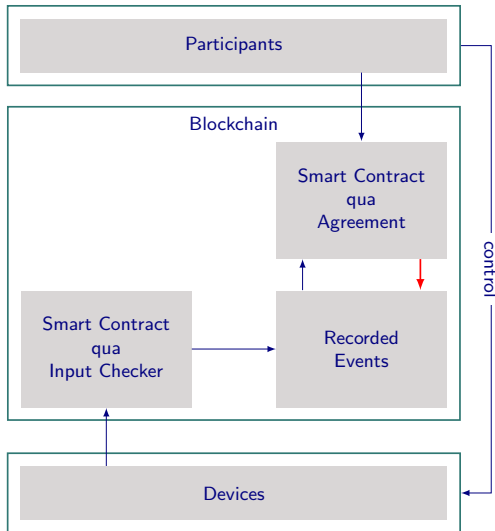 Participants
Blockchain
Smart Contract
qua
Agreement
control
Smart Contract
qua
Input Checker
Recorded
Events
Devices